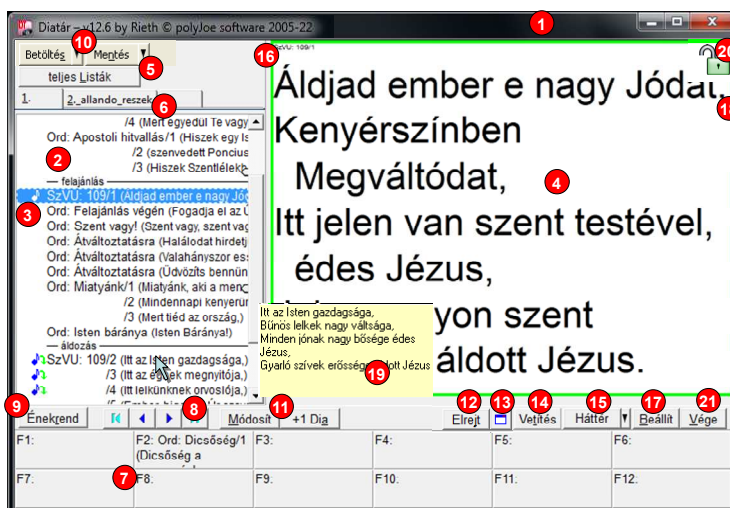 Diatár – v12.6 by Rieth © polyJoe software 2005-22
1
Betöltés
10
Mentés
5
teljes Listák
1.
2._allando_reszek
6
/4 (Mert egyedül Te vagy
Ord: Apostoli hitvallás/1 (Hiszek egy Is
2
/2 (szenvedett Poncius
/3 (Hiszek Szentlélekb
— felajánlás
SzVU: 109/1 (Áldjad ember e nagy Jód
3
Ord: Felajánlás végén (Fogadja el az Ú
Ord: Szent vagy! (Szent vagy, szent vag
Ord: Átváltoztatásra (Halálodat hirdetj
Ord: Átváltoztatásra (Valahányszor ess
Ord: Átváltoztatásra (Üdvözíts bennün
Ord: Miatyánk/1 (Miatyánk, aki a menn
/2 (Mindennapi kenyerün
/3 (Mert tiéd az ország,)
Ord: Isten báránya (Isten Báránya!)
— áldozás
SzVU: 109/2 (Itt az Isten gazdagsága,)
/3 (Itt az égnek megnyitója,)
/4 (Itt lelkünknek orvoslója,)
16
SzVU: 109/1
20
Áldjad ember e nagy Jódat,
18
Kenyérszínben
Megváltódat,
4
Itt jelen van szent testével,
édes Jézus,
yon szent
áldott Jézus.
Itt az Isten gazdagsága,
Bűnös lelkek nagy váltsága,
Minden jónak nagy bősége édes
Jézus,
Gyarló szívek erőssége áldott Jézus
19
9
8
11
12
13
14
15
17
21
Énekrend
Módosít
+1 Dia
Elrejt
Vetítés
Háttér
Beállít
Vége
F1:
F2: Ord: Dicsőség/1
(Dicsőség a
F3:
F4:
F5:
F6:
7
F7:
F8:
F9:
F10:
F11:
F12: